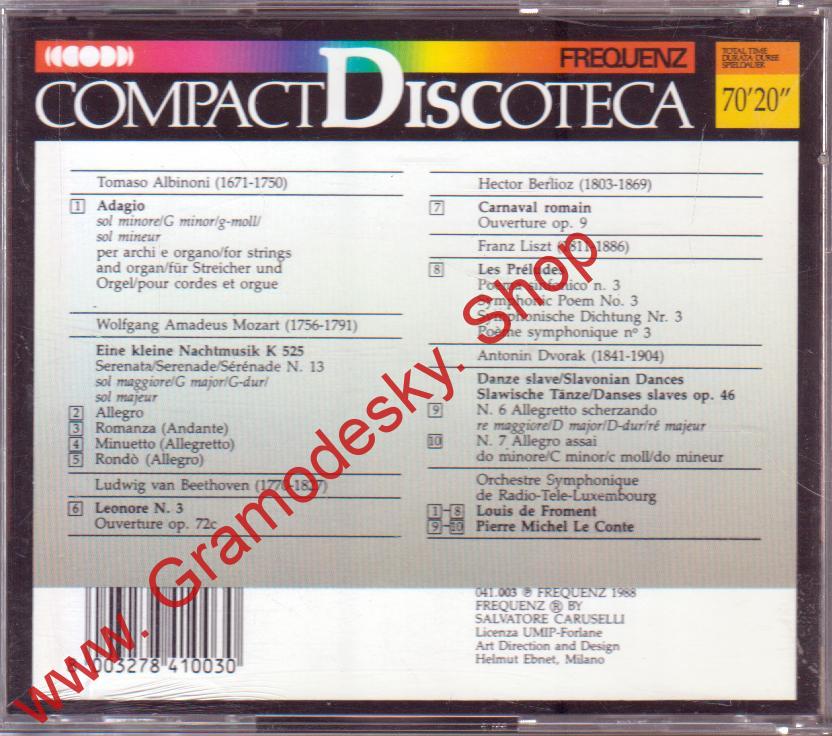 FREQUENZ
TOTAL TIME
DURATA DUREE
SPIELDAUER
COMPACT DISCOTECA
70'20"
Tomaso Albinoni (1671-1750)
1 Adagio
sol minore/G minor/g-moll/
sol mineur
per archi e organo/for strings
and organ/für Streicher und
Orgel/pour cordes et orgue
Wolfgang Amadeus Mozart (1756-1791)
Eine kleine Nachtmusik K 525
Serenata/Serenade/Sérénade N. 13
sol maggiore/G major/G-dur/
sol majeur
2 Allegro
3 Romanza (Andante)
4 Minuetto (Allegretto)
5 Rondò (Allegro)
Ludwig van Beethoven (1770-1827)
6 Leonore N. 3
Ouverture op. 72c
Hector Berlioz (1803-1869)
7 Carnaval romain
Ouverture op. 9
Franz Liszt (1811-1886)
8 Les Préludes
Poema sinfonico n. 3
Symphonic Poem No. 3
Symphonische Dichtung Nr. 3
Poème symphonique nº 3
Antonin Dvorak (1841-1904)
Danze slave/Slavonian Dances
Slawische Tänze/Danses slaves op. 46
9 N. 6 Allegretto scherzando
re maggiore/D major/D-dur/ré majeur
10 N. 7 Allegro assai
do minore/C minor/c moll/do mineur
Orchestre Symphonique
de Radio-Tele-Luxembourg
1-8 Louis de Froment
9-10 Pierre Michel Le Conte
041.003 ℗ FREQUENZ 1988
FREQUENZ ® BY
SALVATORE CARUSELLI
Licenza UMIP-Forlane
Art Direction and Design
Helmut Ebnet, Milano
003278 410030
www.Gramodesky.Shop